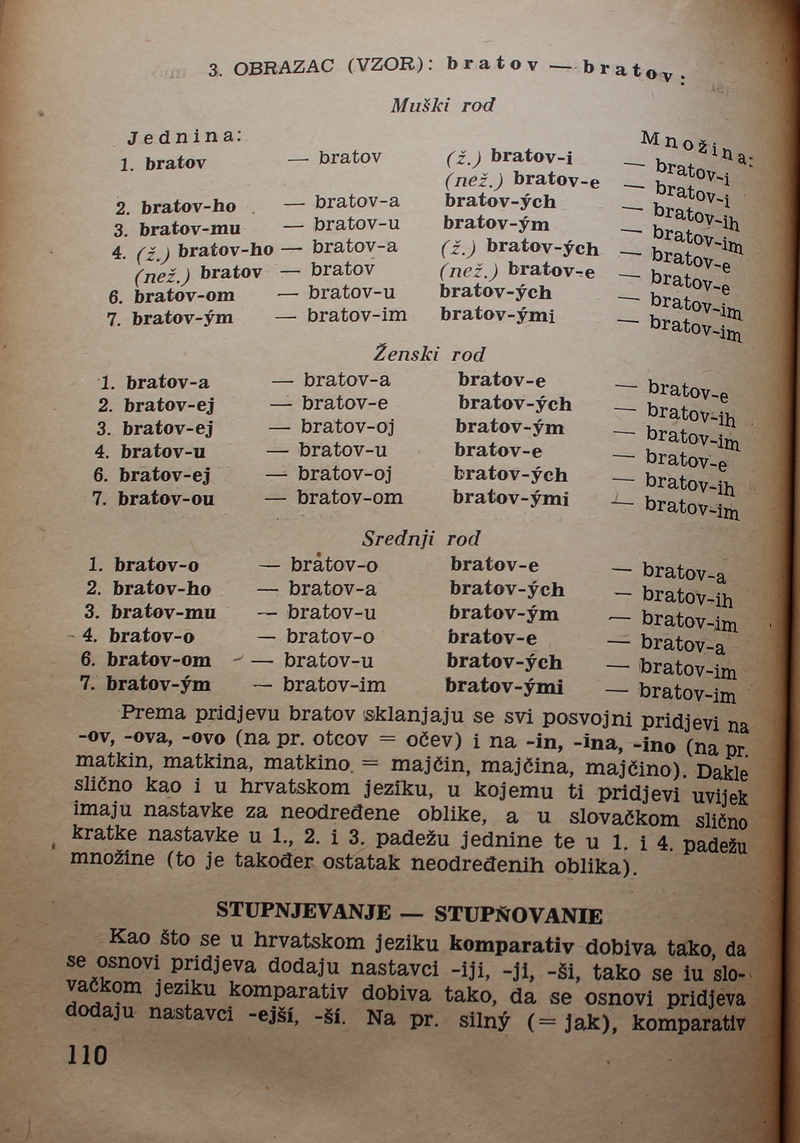 3. OBRAZAC (VZOR): bratov — bratov.
Muški rod
Jednina: Množina:
1. bratov — bratov (ž.) bratov-i — bratov-i
(než.) bratov-e — bratov-i
2. bratov-ho — bratov-a bratov-ých — bratov-ih
3. bratov-mu — bratov-u bratov-ým — bratov-im
4. (ž.) bratov-ho — bratov-a (ž.) bratov-ých — bratov-e
(než.) bratov — bratov (než.) bratov-e — bratov-e
6. bratov-om — bratov-u bratov-ých — bratov-im
7. bratov-ým — bratov-im bratov-ými — bratov-im
Ženski rod
1. bratov-a — bratov-a bratov-e — bratov-e
2. bratov-ej — bratov-e bratov-ých — bratov-ih
3. bratov-ej — bratov-oj bratov-ým — bratov-im
4. bratov-u — bratov-u bratov-e — bratov-e
6. bratov-ej — bratov-oj bratov-ých — bratov-ih
7. bratov-ou — bratov-om bratov-ými — bratov-im
Srednji rod
1. bratov-o — bratov-o bratov-e — bratov-a
2. bratov-ho — bratov-a bratov-ých — bratov-ih
3. bratov-mu — bratov-u bratov-ým — bratov-im
4. bratov-o — bratov-o bratov-e — bratov-a
6. bratov-om — bratov-u bratov-ých — bratov-im
7. bratov-ým — bratov-im bratov-ými — bratov-im
Prema pridjevu bratov sklanjaju se svi posvojni pridjevi na
-ov, -ova, -ovo (na pr. otcov = očev) i na -in, -ina, -ino (na pr.
matkin, matkina, matkino = majčin, majčina, majčino). Dakle
slično kao i u hrvatskom jeziku, u kojemu ti pridjevi uvijek
imaju nastavke za neodređene oblike, a u slovačkom slično
kratke nastavke u 1., 2. i 3. padežu jednine te u 1. i 4. padežu
množine (to je također ostatak neodređenih oblika).
STUPNJEVANJE — STUPŇOVANIE
Kao što se u hrvatskom jeziku komparativ dobiva tako, da
se osnovi pridjeva dodaju nastavci -iji, -ji, -ši, tako se iu slo-
vačkom jeziku komparativ dobiva tako, da se osnovi pridjeva
dodaju nastavci -ejší, -ší. Na pr. silný (= jak), komparativ
110